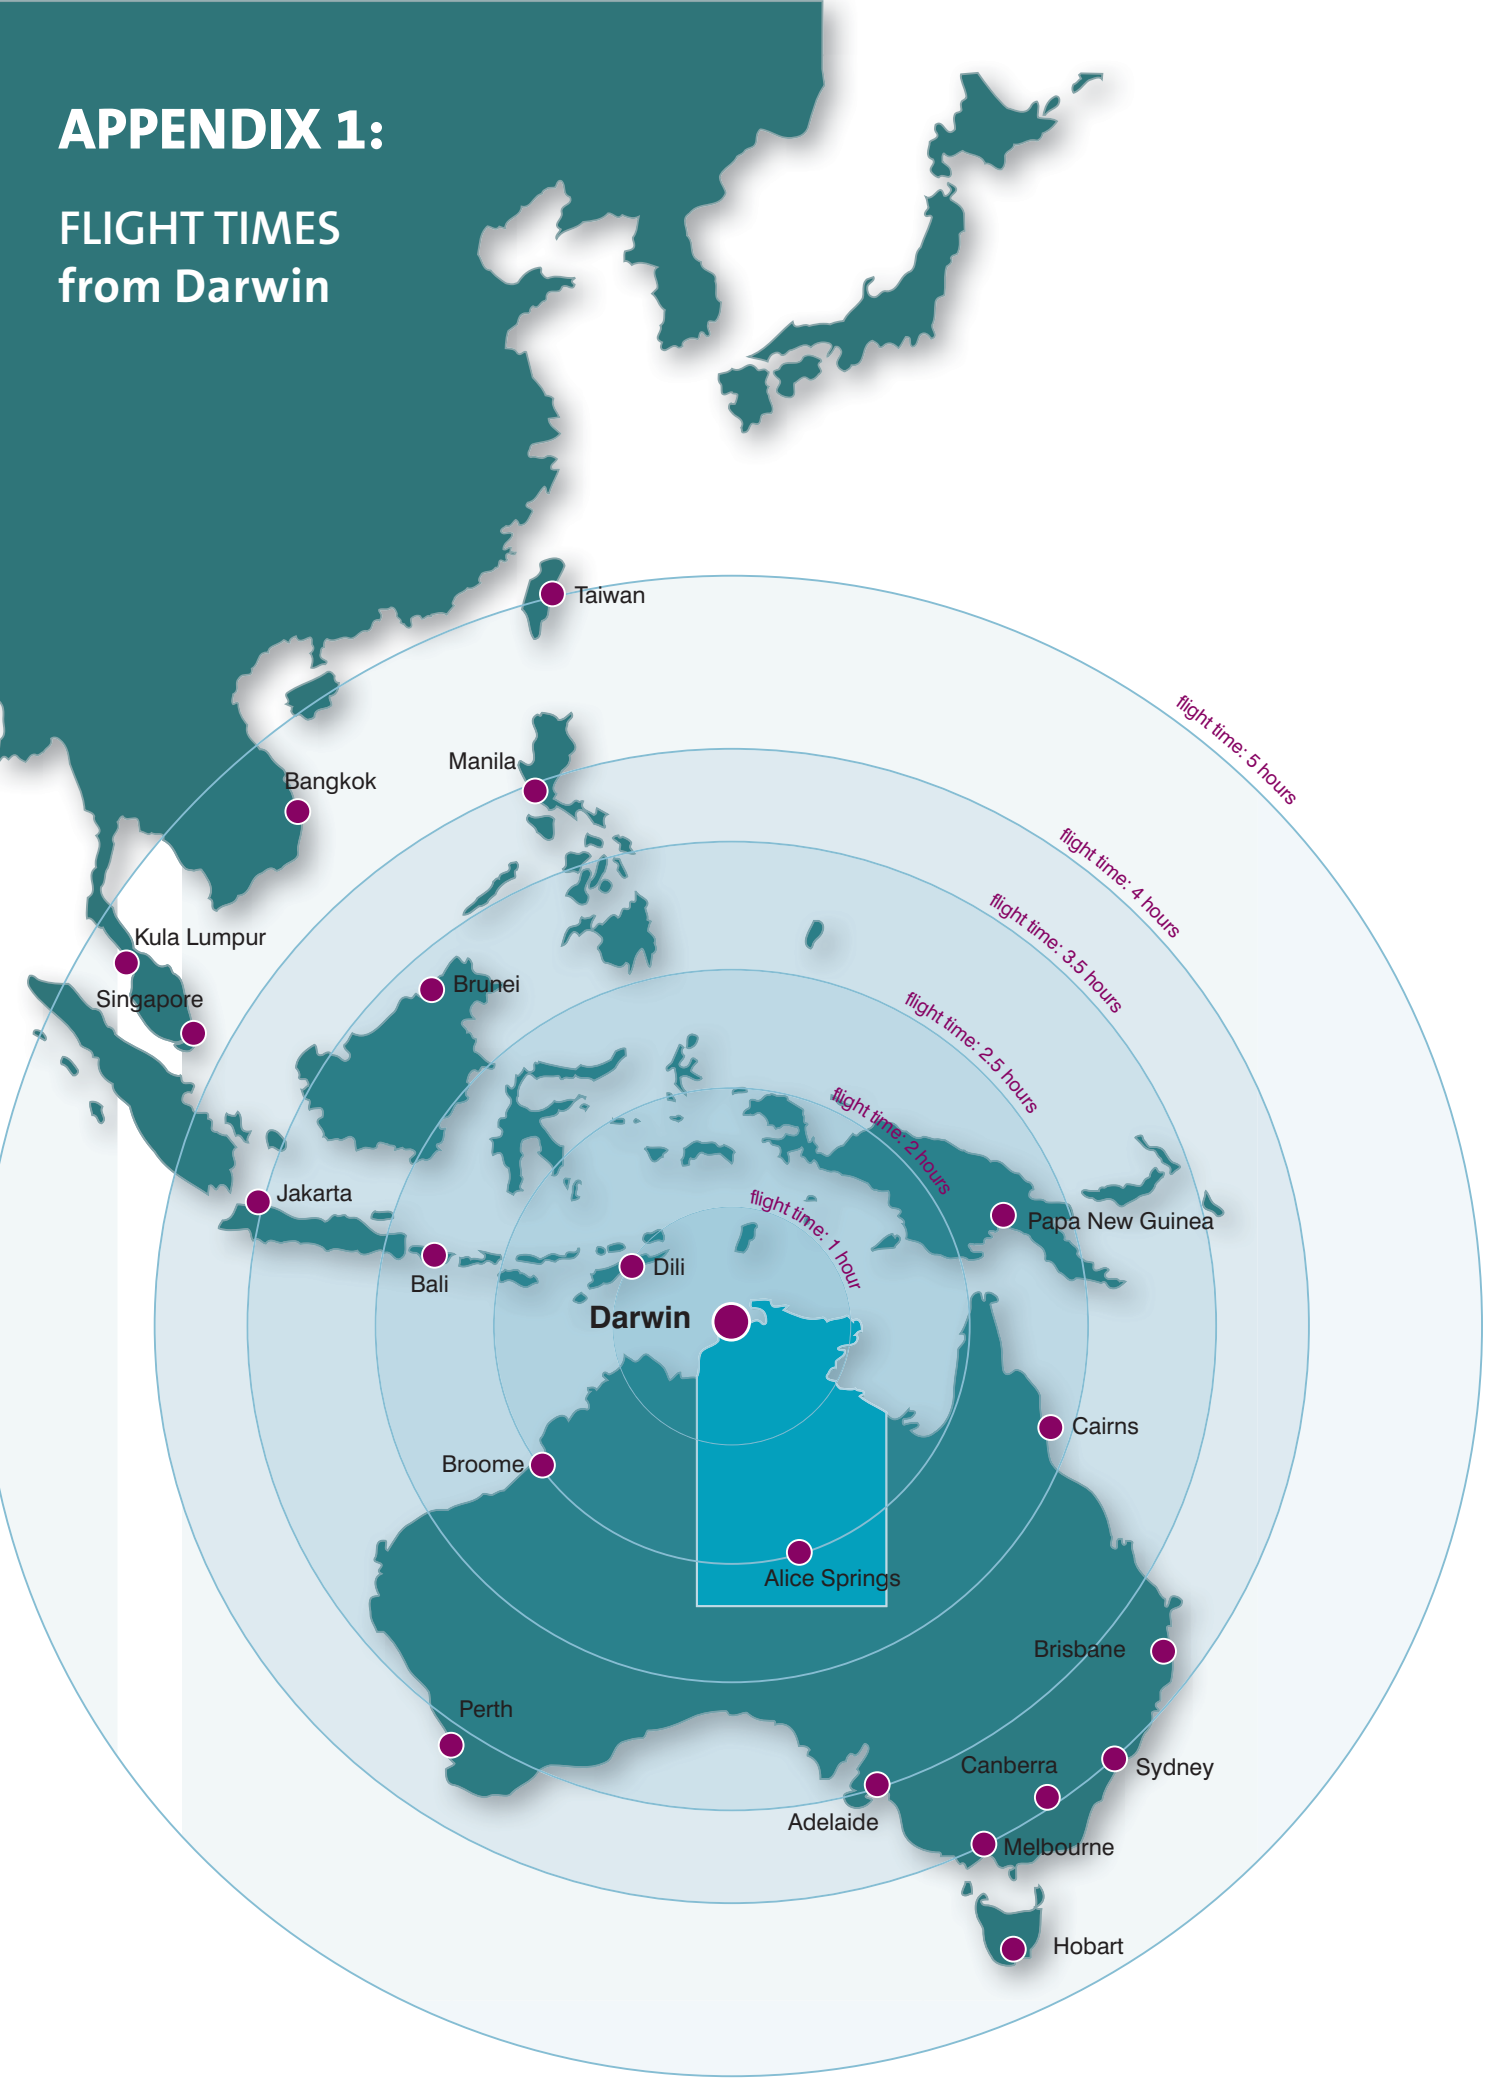 APPENDIX 1:
FLIGHT TIMES
from Darwin
Taiwan
flight time: 5 hours
Manila
Bangkok
flight time: 4 hours
flight time: 3.5 hours
Kula Lumpur
Brunei
Singapore
flight time: 2.5 hours
flight time: 2 hours
Jakarta
flight time: 1 hour
Papa New Guinea
Dili
Bali
Darwin
Cairns
Broome
Alice Springs
Brisbane
Perth
Canberra
Sydney
Adelaide
Melbourne
Hobart